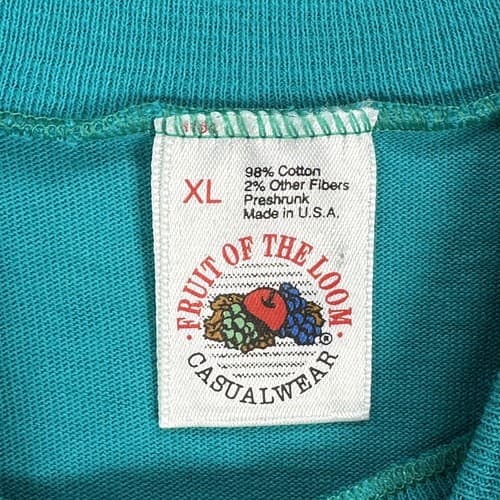 XL
98% Cotton
2% Other Fibers
Preshrunk
Made in U.S.A.
· FRUIT OF THE LOOM ·
®
CASUALWEAR